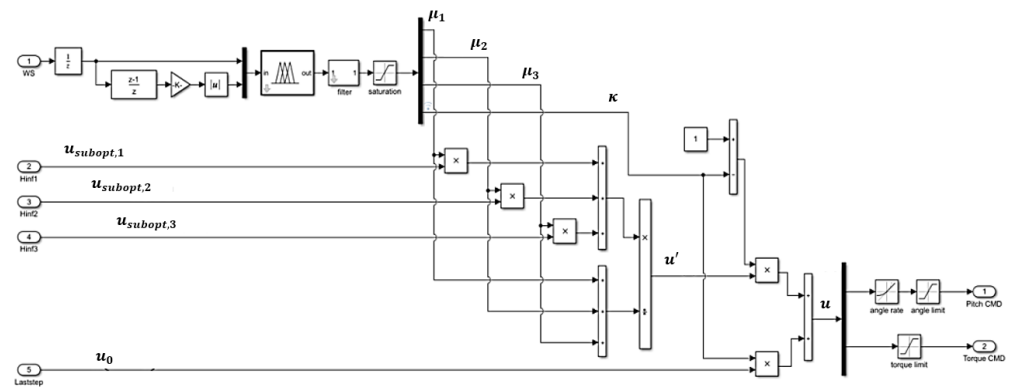 μ1
μ2
μ3
κ
1
WS
1
z
z-1
z
-K-
|u|
in
out
1
1
filter
saturation
1
+
-
u_subopt,1
2
Hinf1
u_subopt,2
3
Hinf2
u_subopt,3
4
Hinf3
×
×
×
+
+
+
×
÷
u'
+
+
+
×
×
+
+
u
angle rate
angle limit
1
Pitch CMD
torque limit
2
Torque CMD
u0
5
Laststep